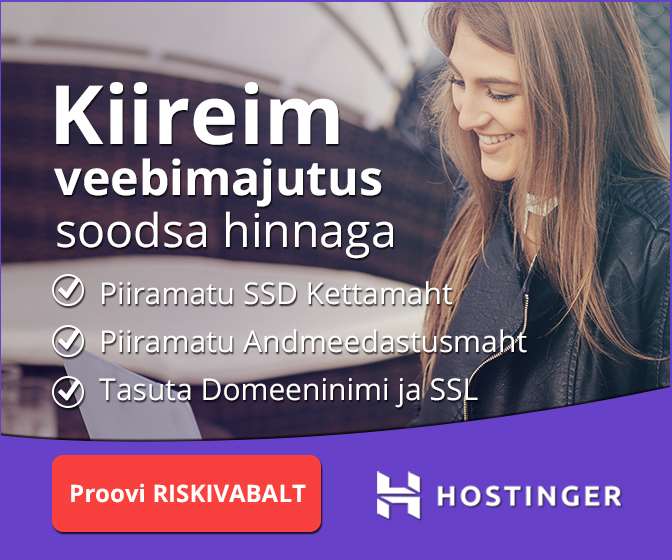 Kiireim
veebimajutus
soodsa hinnaga
Piiramatu SSD Kettamaht
Piiramatu Andmeedastusmaht
Tasuta Domeeninimi ja SSL
Proovi RISKIVABALT
HOSTINGER